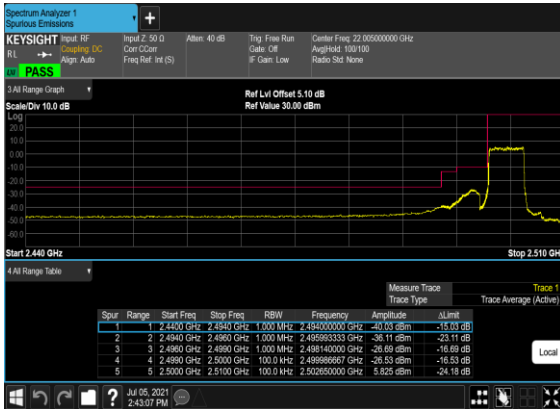 Spectrum Analyzer 1
Spurious Emissions
+
KEYSIGHT Input: RF Input Z: 50 Ω Atten: 40 dB Trig: Free Run Center Freq: 22.005000000 GHz
RL Coupling: DC Corr CCorr Gate: Off Avg|Hold: 100/100
Align: Auto Freq Ref: Int (S) IF Gain: Low Radio Std: None
LW PASS
3 All Range Graph Ref Lvl Offset 5.10 dB
Scale/Div 10.0 dB Ref Value 30.00 dBm
Log
20.0
10.0
0.00
-10.0
-20.0
-30.0
-40.0
-50.0
-60.0
Start 2.440 GHz Stop 2.510 GH
4 All Range Table
Measure Trace Trace 1
Trace Type Trace Average (Active)
Spur Range Start Freq Stop Freq RBW Frequency Amplitude ΔLimit
1 1 2.4400 GHz 2.4940 GHz 1.000 MHz 2.494000000 GHz -40.03 dBm -15.03 dB
2 2 2.4940 GHz 2.4960 GHz 1.000 MHz 2.495993333 GHz -36.11 dBm -23.11 dB
3 3 2.4960 GHz 2.4990 GHz 1.000 MHz 2.498140000 GHz -26.69 dBm -16.69 dB
4 4 2.4990 GHz 2.5000 GHz 100.0 kHz 2.499986667 GHz -26.53 dBm -16.53 dB
5 5 2.5000 GHz 2.5100 GHz 100.0 kHz 2.502650000 GHz 5.825 dBm -24.18 dB
Local
? Jul 05, 2021
2:43:07 PM